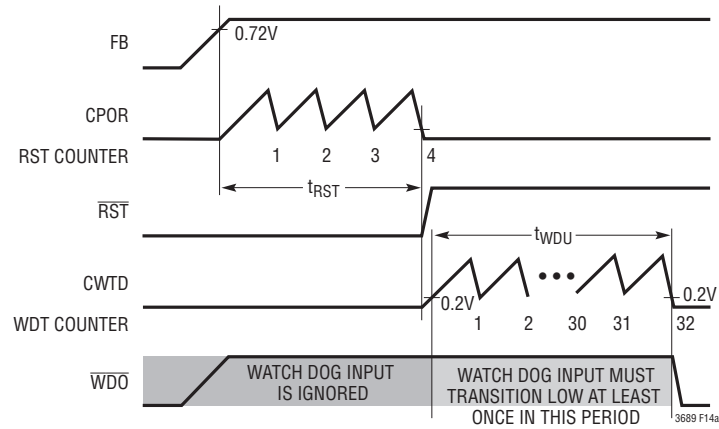 FB
0.72V
CPOR
RST COUNTER
1 2 3 4
tRST
RST
tWDU
CWTD
0.2V
0.2V
WDT COUNTER
1 2 30 31 32
WDO
WATCH DOG INPUT
IS IGNORED
WATCH DOG INPUT MUST
TRANSITION LOW AT LEAST
ONCE IN THIS PERIOD
3689 F14a